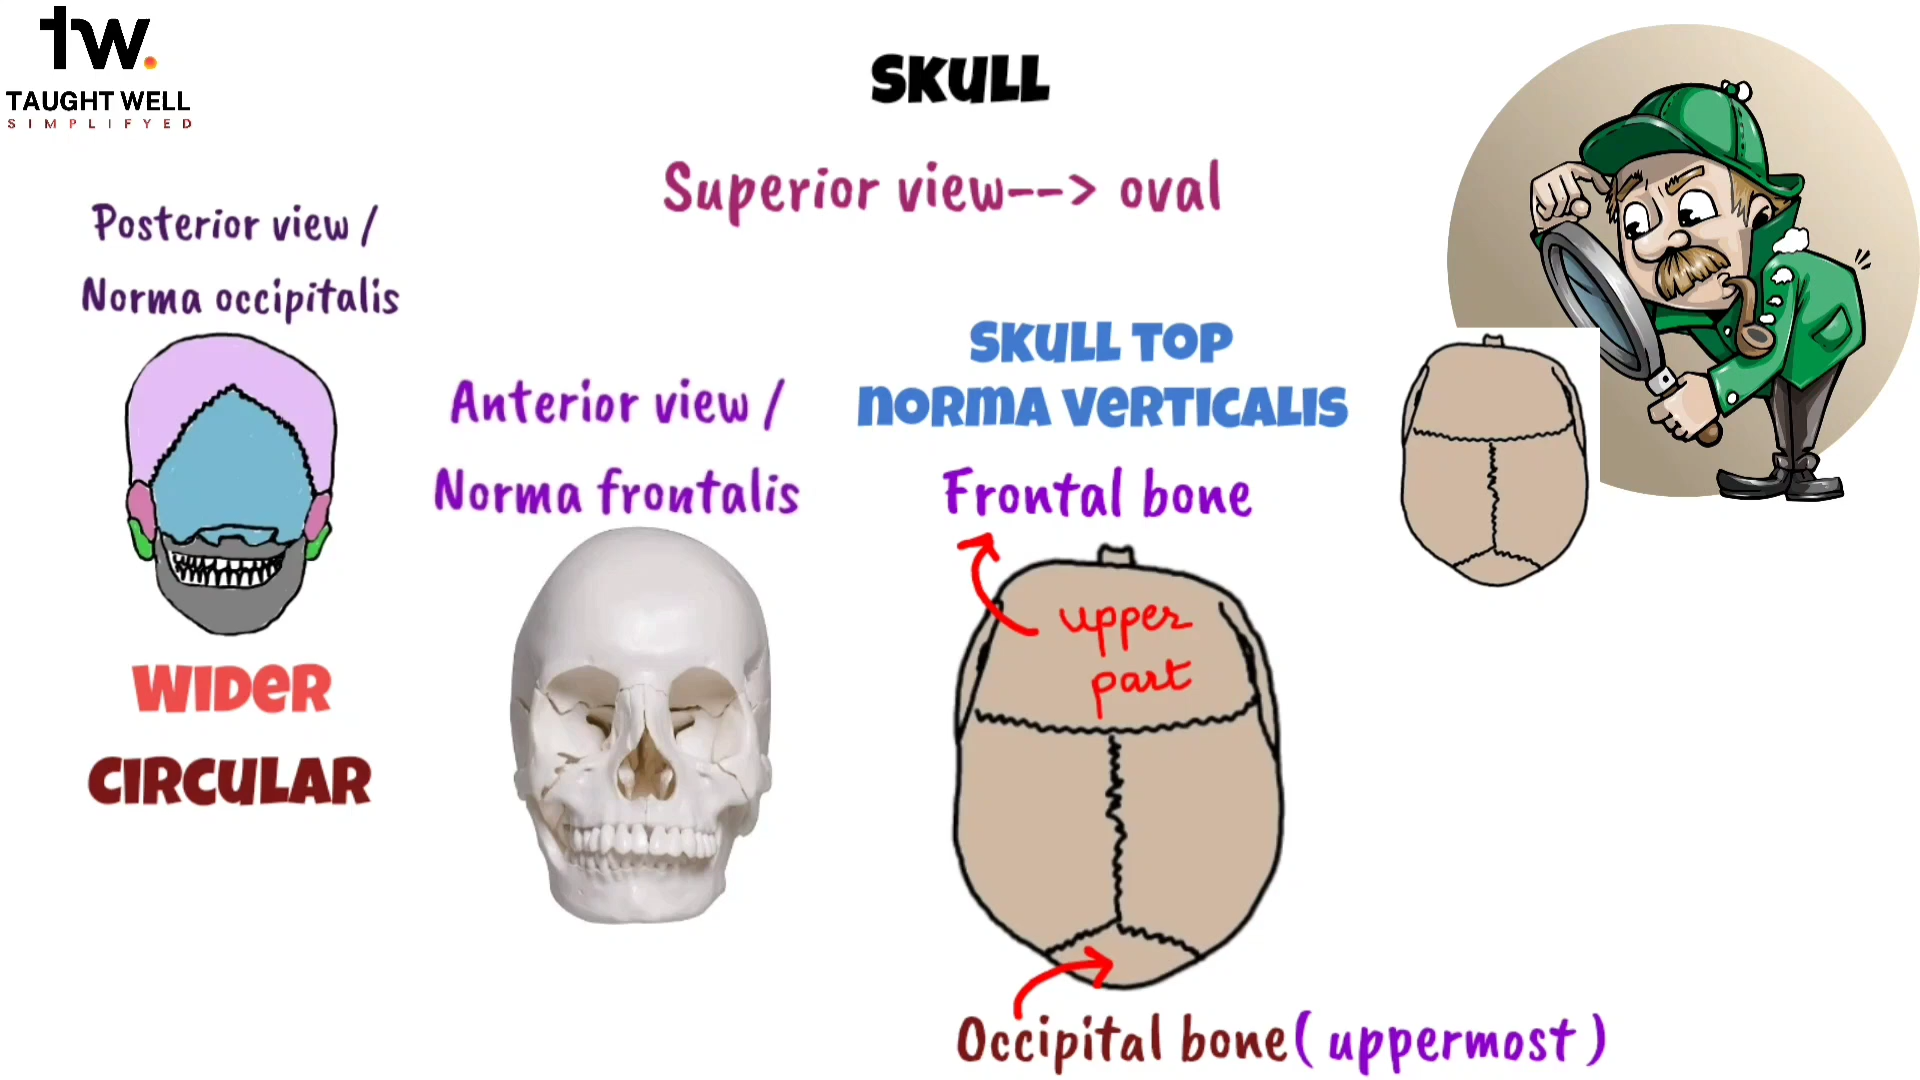 tw.
TAUGHT WELL
SIMPLIFYED
SKULL
Superior view--> oval
Posterior view /
Norma occipitalis
WIDER
CIRCULAR
Anterior view /
Norma frontalis
SKULL TOP
NORMA VERTICALIS
Frontal bone
upper
part
Occipital bone( uppermost )